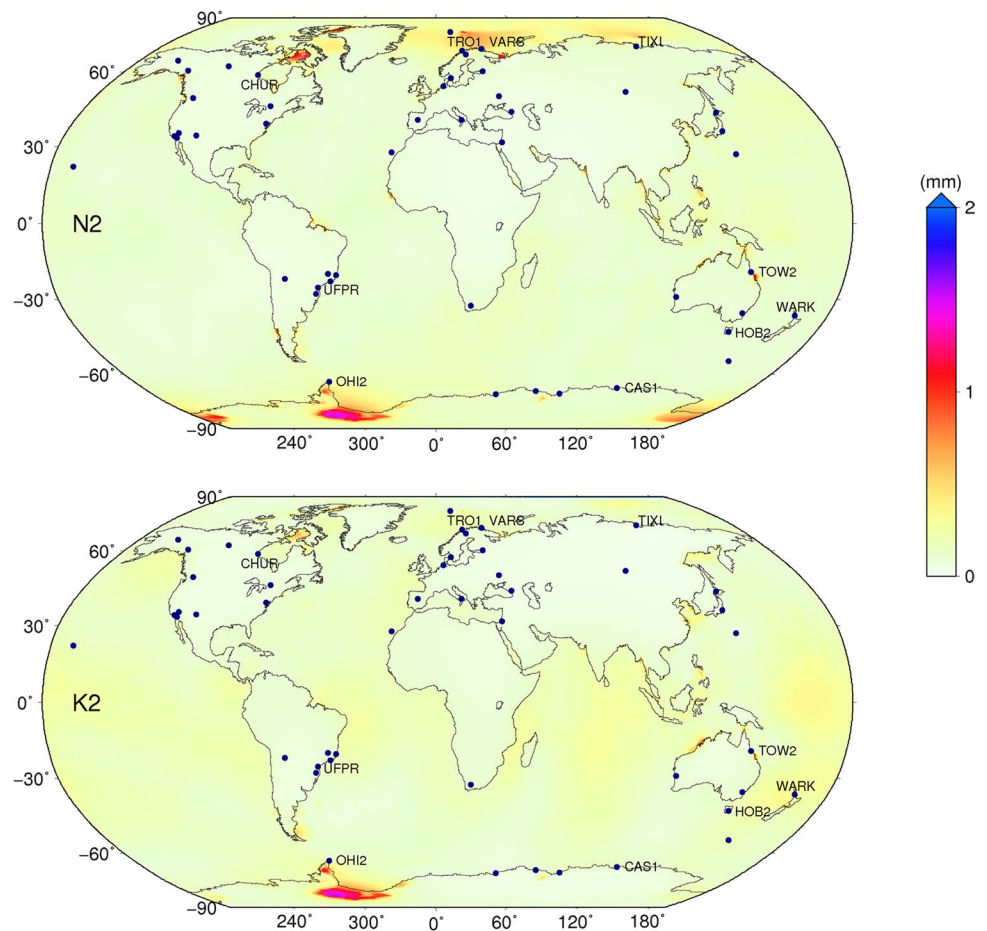 90°
TRO1 VARS
TIXI
60°
CHUR
30°
(mm)
2
0°
N2
TOW2
−30°
UFPR
WARK
HOB2
1
−60°
OHI2
CAS1
−90°
240 300 0° 60° 120° 180°
0
90°
TRO1 VARS
TIXI
60°
CHUR
30°
0°
K2
TOW2
−30°
UFPR
WARK
HOB2
−60°
OHI2
CAS1
−90°
240 300 0° 60° 120° 180°